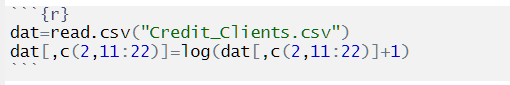 ```{r}
dat=read.csv("Credit_Clients.csv")
dat[,c(2,11:22)]=log(dat[,c(2,11:22)]+1)
```